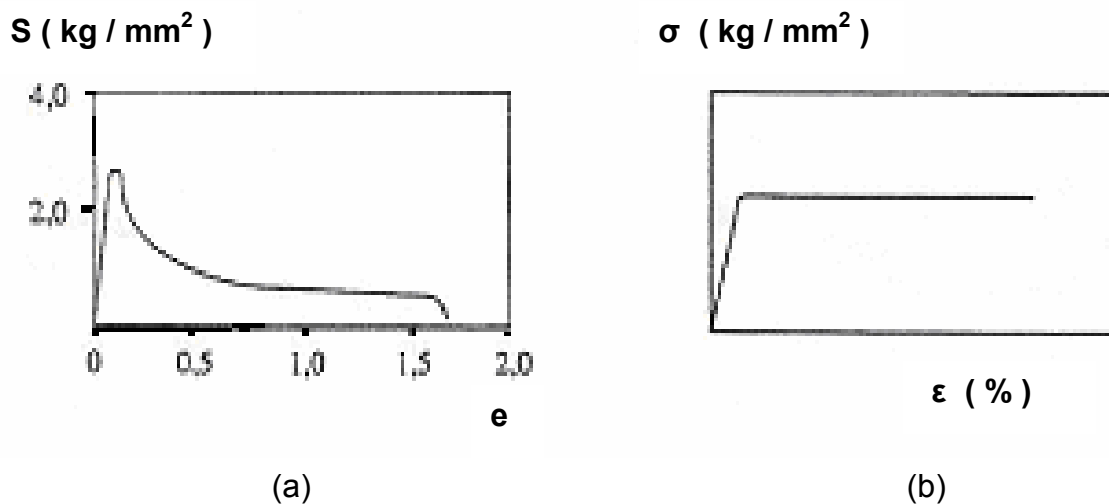 S ( kg / mm² )
σ ( kg / mm² )
4,0
2,0
0 0,5 1,0 1,5 2,0
e
ε ( % )
(a)
(b)